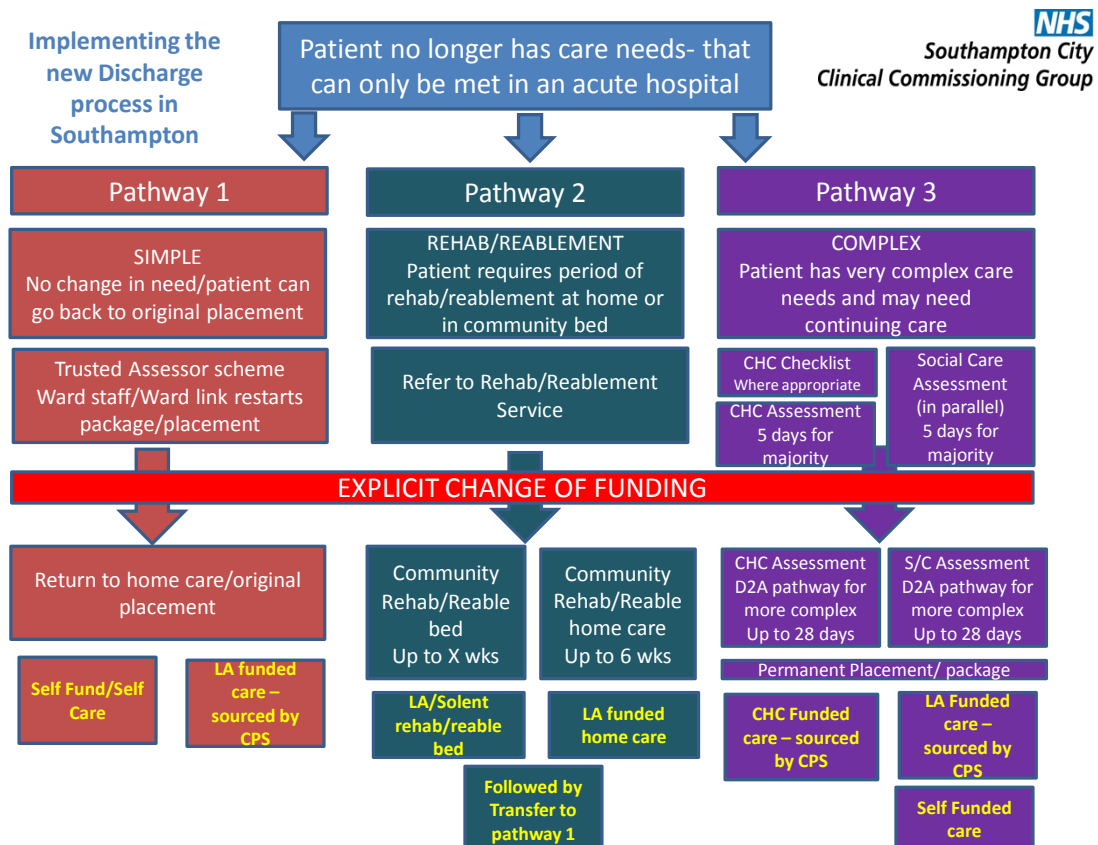 Implementing the
new Discharge
process in
Southampton
Patient no longer has care needs- that
can only be met in an acute hospital
NHS
Southampton City
Clinical Commissioning Group
Pathway 1
SIMPLE
No change in need/patient can
go back to original placement
Trusted Assessor scheme
Ward staff/Ward link restarts
package/placement
Pathway 2
REHAB/REABLEMENT
Patient requires period of
rehab/reablement at home or
in community bed
Refer to Rehab/Reablement
Service
Pathway 3
COMPLEX
Patient has very complex care
needs and may need
continuing care
CHC Checklist
Where appropriate
CHC Assessment
5 days for
majority
Social Care
Assessment
(in parallel)
5 days for
majority
EXPLICIT CHANGE OF FUNDING
Return to home care/original
placement
Self Fund/Self
Care
LA funded
care –
sourced by
CPS
Community
Rehab/Reable
bed
Up to X wks
Community
Rehab/Reable
home care
Up to 6 wks
LA/Solent
rehab/reable
bed
LA funded
home care
Followed by
Transfer to
pathway 1
CHC Assessment
D2A pathway for
more complex
Up to 28 days
S/C Assessment
D2A pathway for
more complex
Up to 28 days
Permanent Placement/ package
CHC Funded
care – sourced
by CPS
LA Funded
care –
sourced by
CPS
Self Funded
care